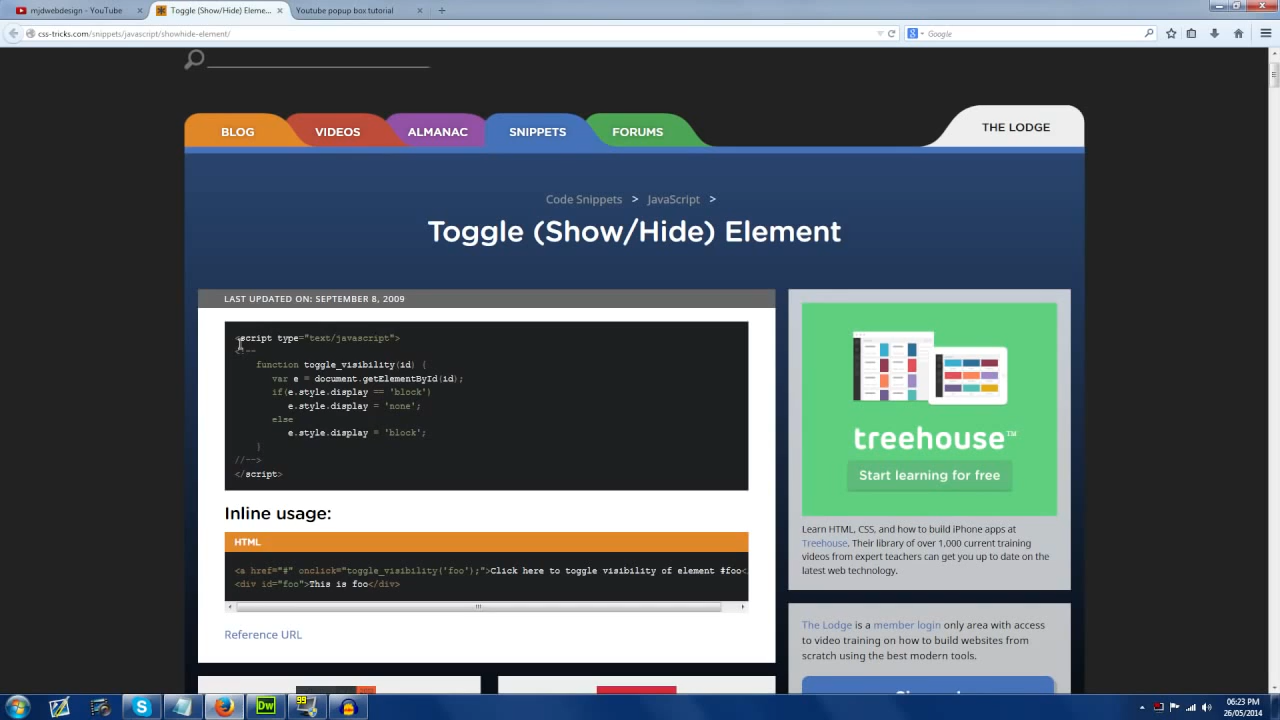 mjdwebdesign - YouTube
Toggle (Show/Hide) Eleme...
Youtube popup box tutorial
css-tricks.com/snippets/javascript/showhide-element/
Google
BLOG
VIDEOS
ALMANAC
SNIPPETS
FORUMS
THE LODGE
Code Snippets > JavaScript >
Toggle (Show/Hide) Element
LAST UPDATED ON: SEPTEMBER 8, 2009
<script type="text/javascript">
<!--
function toggle_visibility(id) {
var e = document.getElementById(id);
if(e.style.display == 'block')
e.style.display = 'none';
else
e.style.display = 'block';
}
//-->
</script>
Inline usage:
HTML
<a href="#" onclick="toggle_visibility('foo');">Click here to toggle visibility of element #foo<
<div id="foo">This is foo</div>
Reference URL
treehouse™
Start learning for free
Learn HTML, CSS, and how to build iPhone apps at
Treehouse. Their library of over 1,000 current training
videos from expert teachers can get you up to date on the
latest web technology.
The Lodge is a member login only area with access
to video training on how to build websites from
scratch using the best modern tools.
Dw
99
06:23 PM
26/05/2014